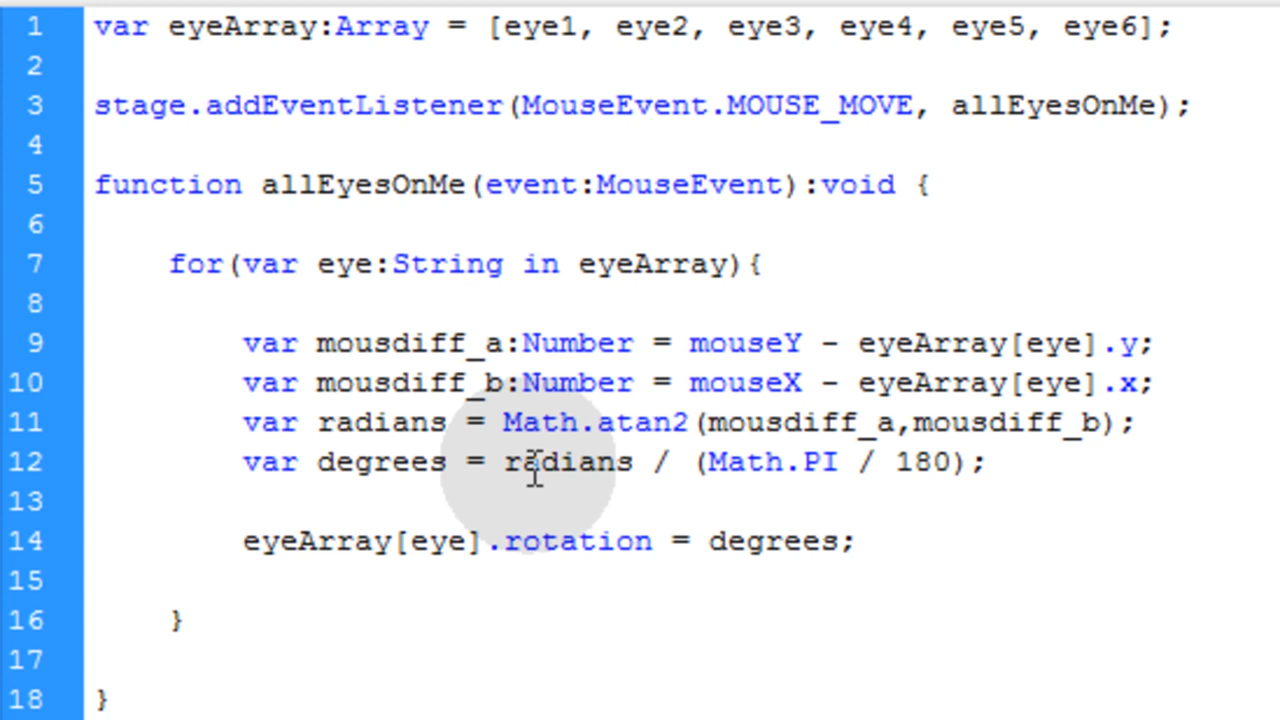 1 var eyeArray:Array = [eye1, eye2, eye3, eye4, eye5, eye6];
2
3 stage.addEventListener(MouseEvent.MOUSE_MOVE, allEyesOnMe);
4
5 function allEyesOnMe(event:MouseEvent):void {
6
7 for(var eye:String in eyeArray){
8
9 var mousdiff_a:Number = mouseY - eyeArray[eye].y;
10 var mousdiff_b:Number = mouseX - eyeArray[eye].x;
11 var radians = Math.atan2(mousdiff_a,mousdiff_b);
12 var degrees = radians / (Math.PI / 180);
13
14 eyeArray[eye].rotation = degrees;
15
16 }
17
18 }